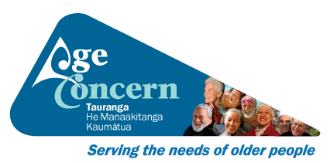 Age
Concern
Tauranga
He Manaakitanga
Kaumātua
Serving the needs of older people